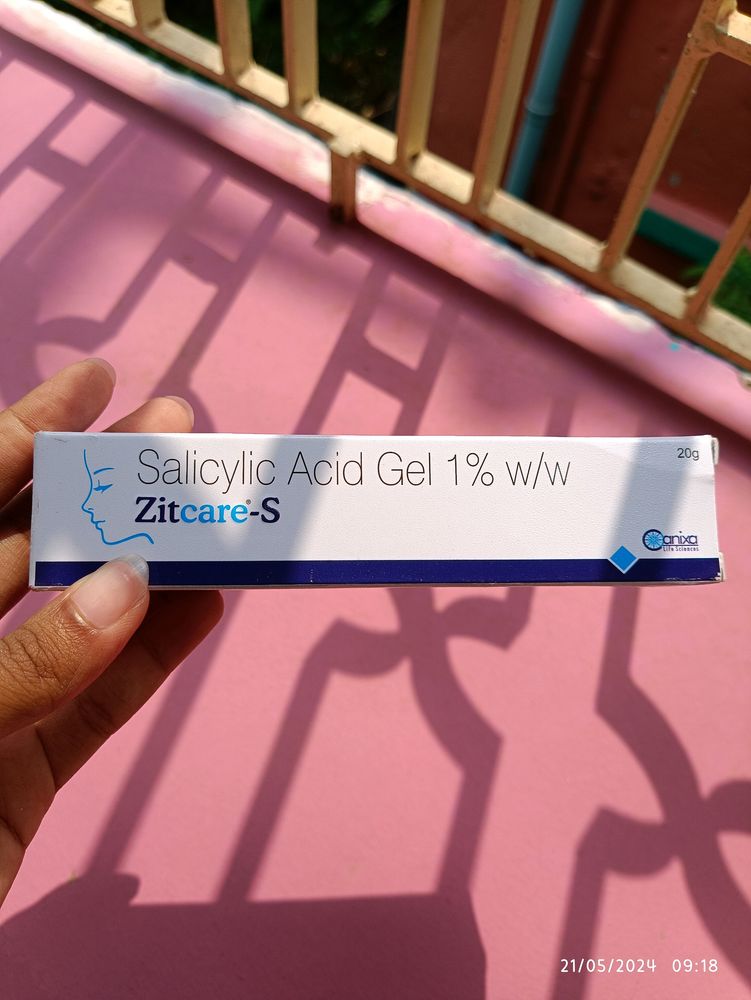 Salicylic Acid Gel 1% w/w
20g
Zitcare®-S
Canixa
Life Sciences
21/05/2024 09:18